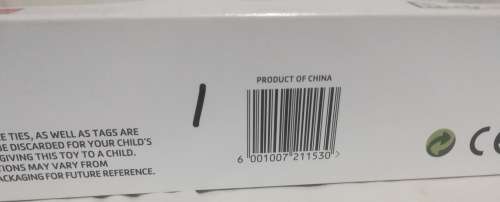 PRODUCT OF CHINA
E TIES, AS WELL AS TAGS ARE
E DISCARDED FOR YOUR CHILD'S
GIVING THIS TOY TO A CHILD.
TIONS MAY VARY FROM
ACKAGING FOR FUTURE REFERENCE.
6 001007 211530 >
CE